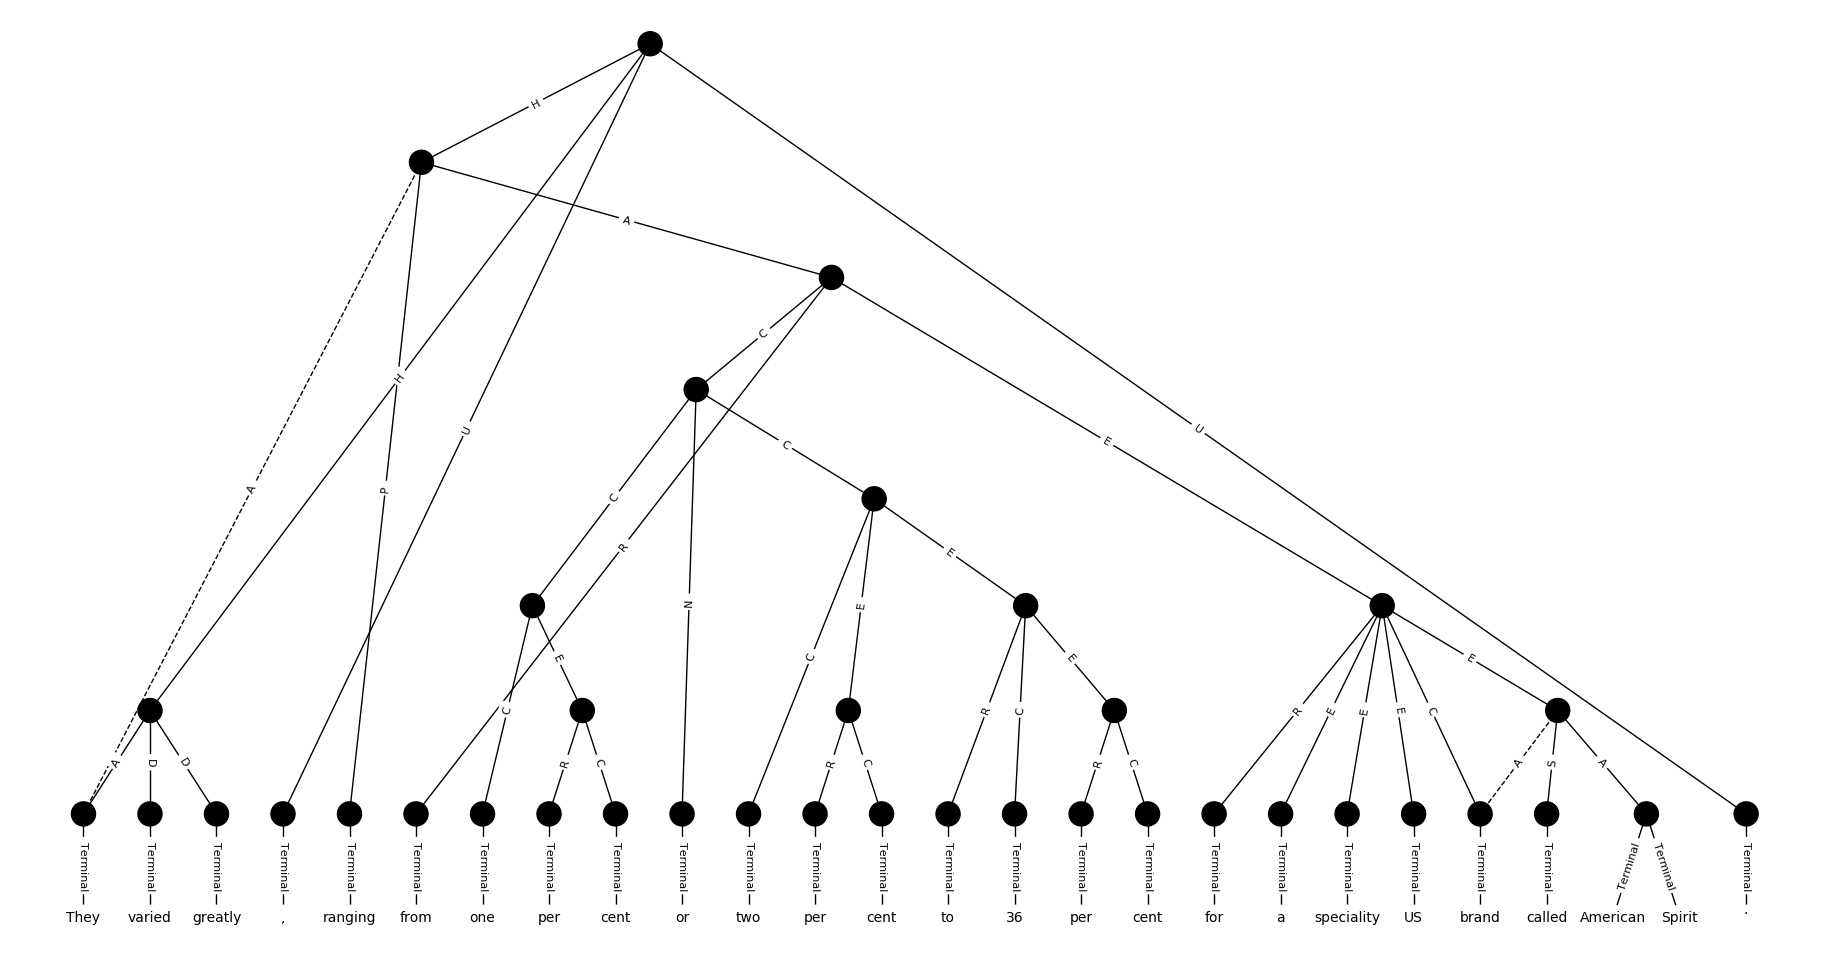 H
A
A
C
H
U
E
U
C
A
P
C
R
N
E
E
C
E
E
E
R
C
R
C
R
E
E
E
C
A
D
D
R
C
R
C
R
C
A
S
A
Terminal Terminal Terminal Terminal Terminal Terminal Terminal Terminal Terminal Terminal Terminal Terminal Terminal Terminal Terminal Terminal Terminal Terminal Terminal Terminal Terminal Terminal Terminal Terminal Terminal Terminal
They varied greatly , ranging from one per cent or two per cent to 36 per cent for a speciality US brand called American Spirit .